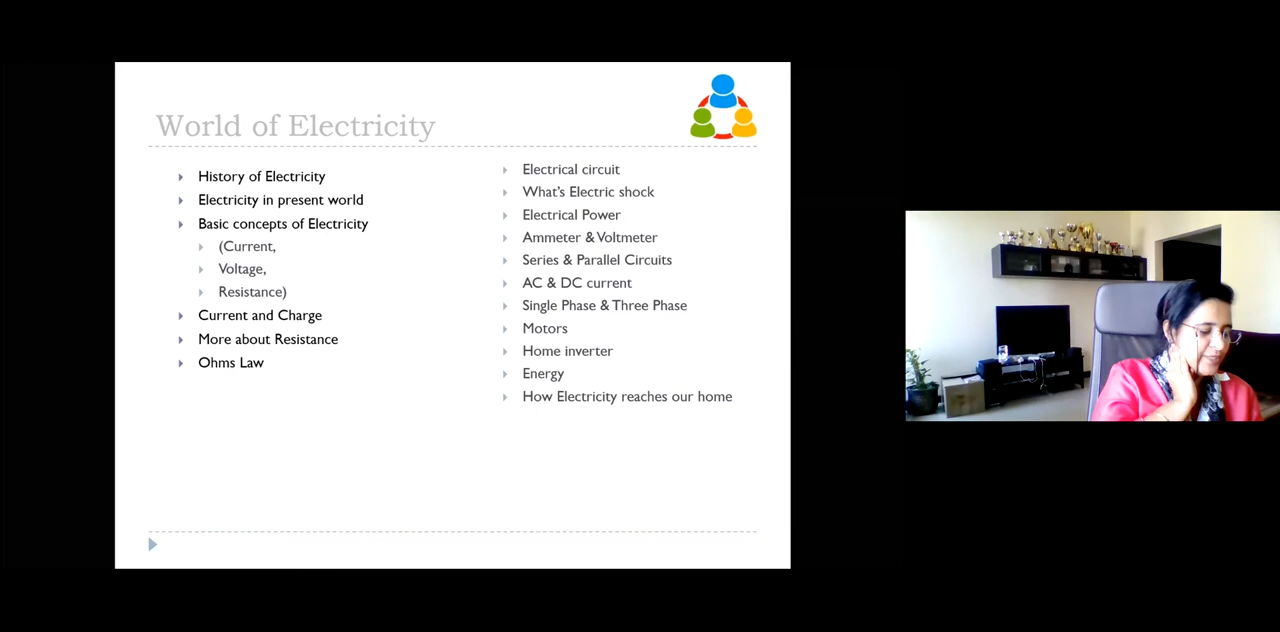 World of Electricity
History of Electricity
Electricity in present world
Basic concepts of Electricity
(Current,
Voltage,
Resistance)
Current and Charge
More about Resistance
Ohms Law
Electrical circuit
What's Electric shock
Electrical Power
Ammeter & Voltmeter
Series & Parallel Circuits
AC & DC current
Single Phase & Three Phase
Motors
Home inverter
Energy
How Electricity reaches our home